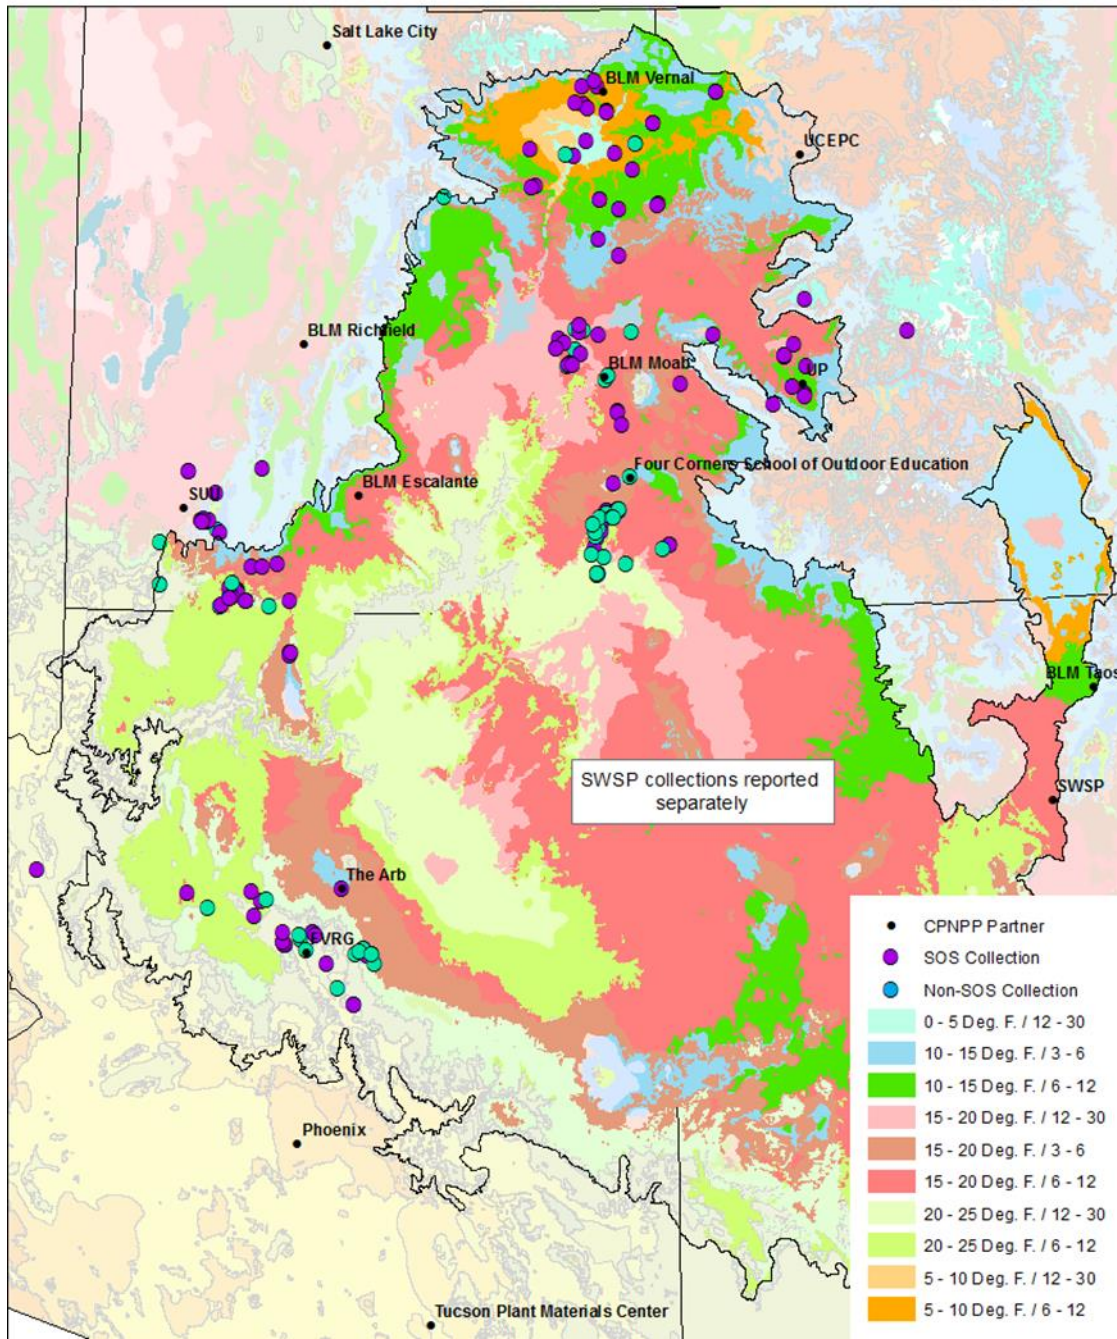 Salt Lake City
BLM Vernal
UCEPC
BLM Richfield
BLM Moab
UP
Four Corners School of Outdoor Education
BLM Escalante
SUU
BLM Taos
SWSP collections reported
separately
SWSP
The Arb
FVRG
Phoenix
Tucson Plant Materials Center
CPNPP Partner
SOS Collection
Non-SOS Collection
0 - 5 Deg. F. / 12 - 30
10 - 15 Deg. F. / 3 - 6
10 - 15 Deg. F. / 6 - 12
15 - 20 Deg. F. / 12 - 30
15 - 20 Deg. F. / 3 - 6
15 - 20 Deg. F. / 6 - 12
20 - 25 Deg. F. / 12 - 30
20 - 25 Deg. F. / 6 - 12
5 - 10 Deg. F. / 12 - 30
5 - 10 Deg. F. / 6 - 12